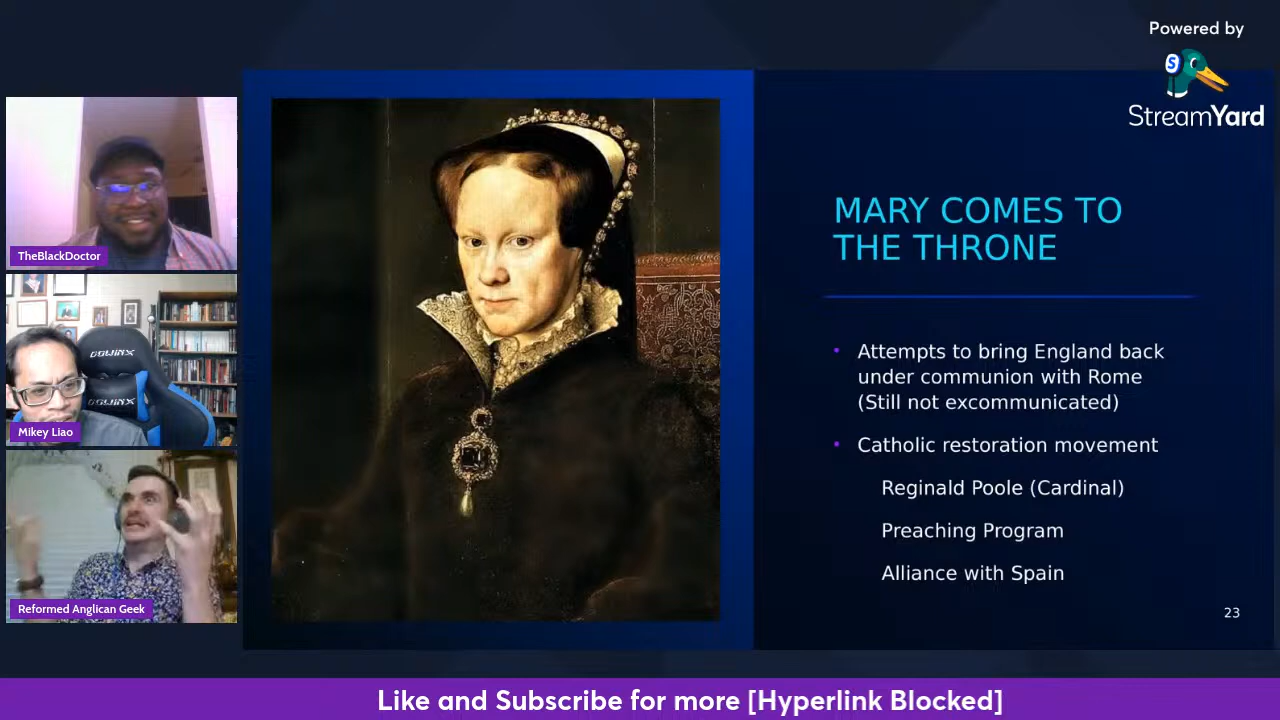 Powered by
S
StreamYard
TheBlackDoctor
DOWINX
DOWINX
Mikey Liao
Reformed Anglican Geek
MARY COMES TO
THE THRONE
• Attempts to bring England back
under communion with Rome
(Still not excommunicated)
• Catholic restoration movement
Reginald Poole (Cardinal)
Preaching Program
Alliance with Spain
23
Like and Subscribe for more [Hyperlink Blocked]